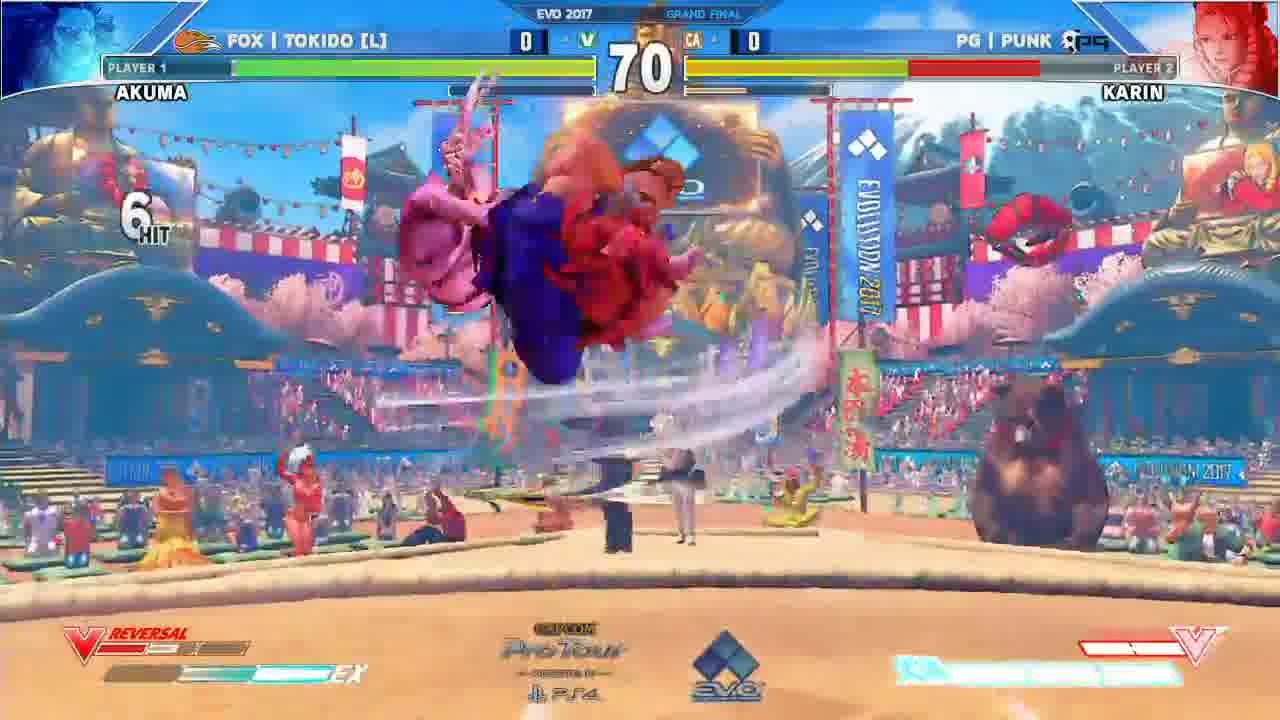 EVO 2017 GRAND FINAL
FOX | TOKIDO [L] 0 V 70 CA 0 PG | PUNK
PLAYER 1 PLAYER 2
AKUMA KARIN
6
HIT
EVOLUTION 2017
REVERSAL
EX
CAPCOM
Pro Tour
PS4
EVO